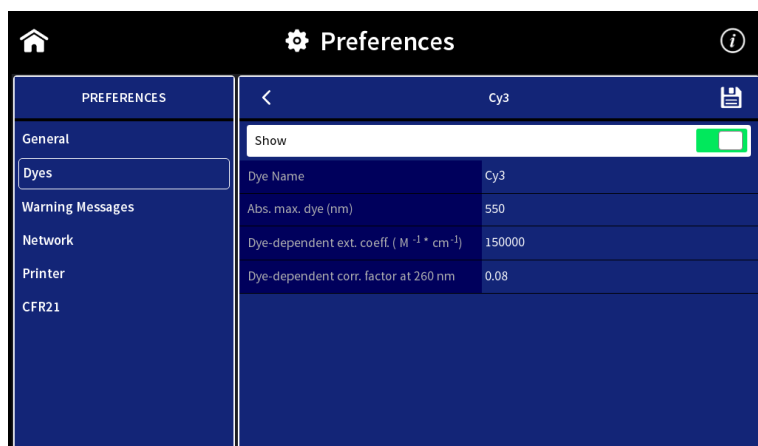 Preferences
PREFERENCES
General
Dyes
Warning Messages
Network
Printer
CFR21
Cy3
Show
Dye Name Cy3
Abs. max. dye (nm) 550
Dye-dependent ext. coeff. ( M ⁻¹ * cm⁻¹) 150000
Dye-dependent corr. factor at 260 nm 0.08